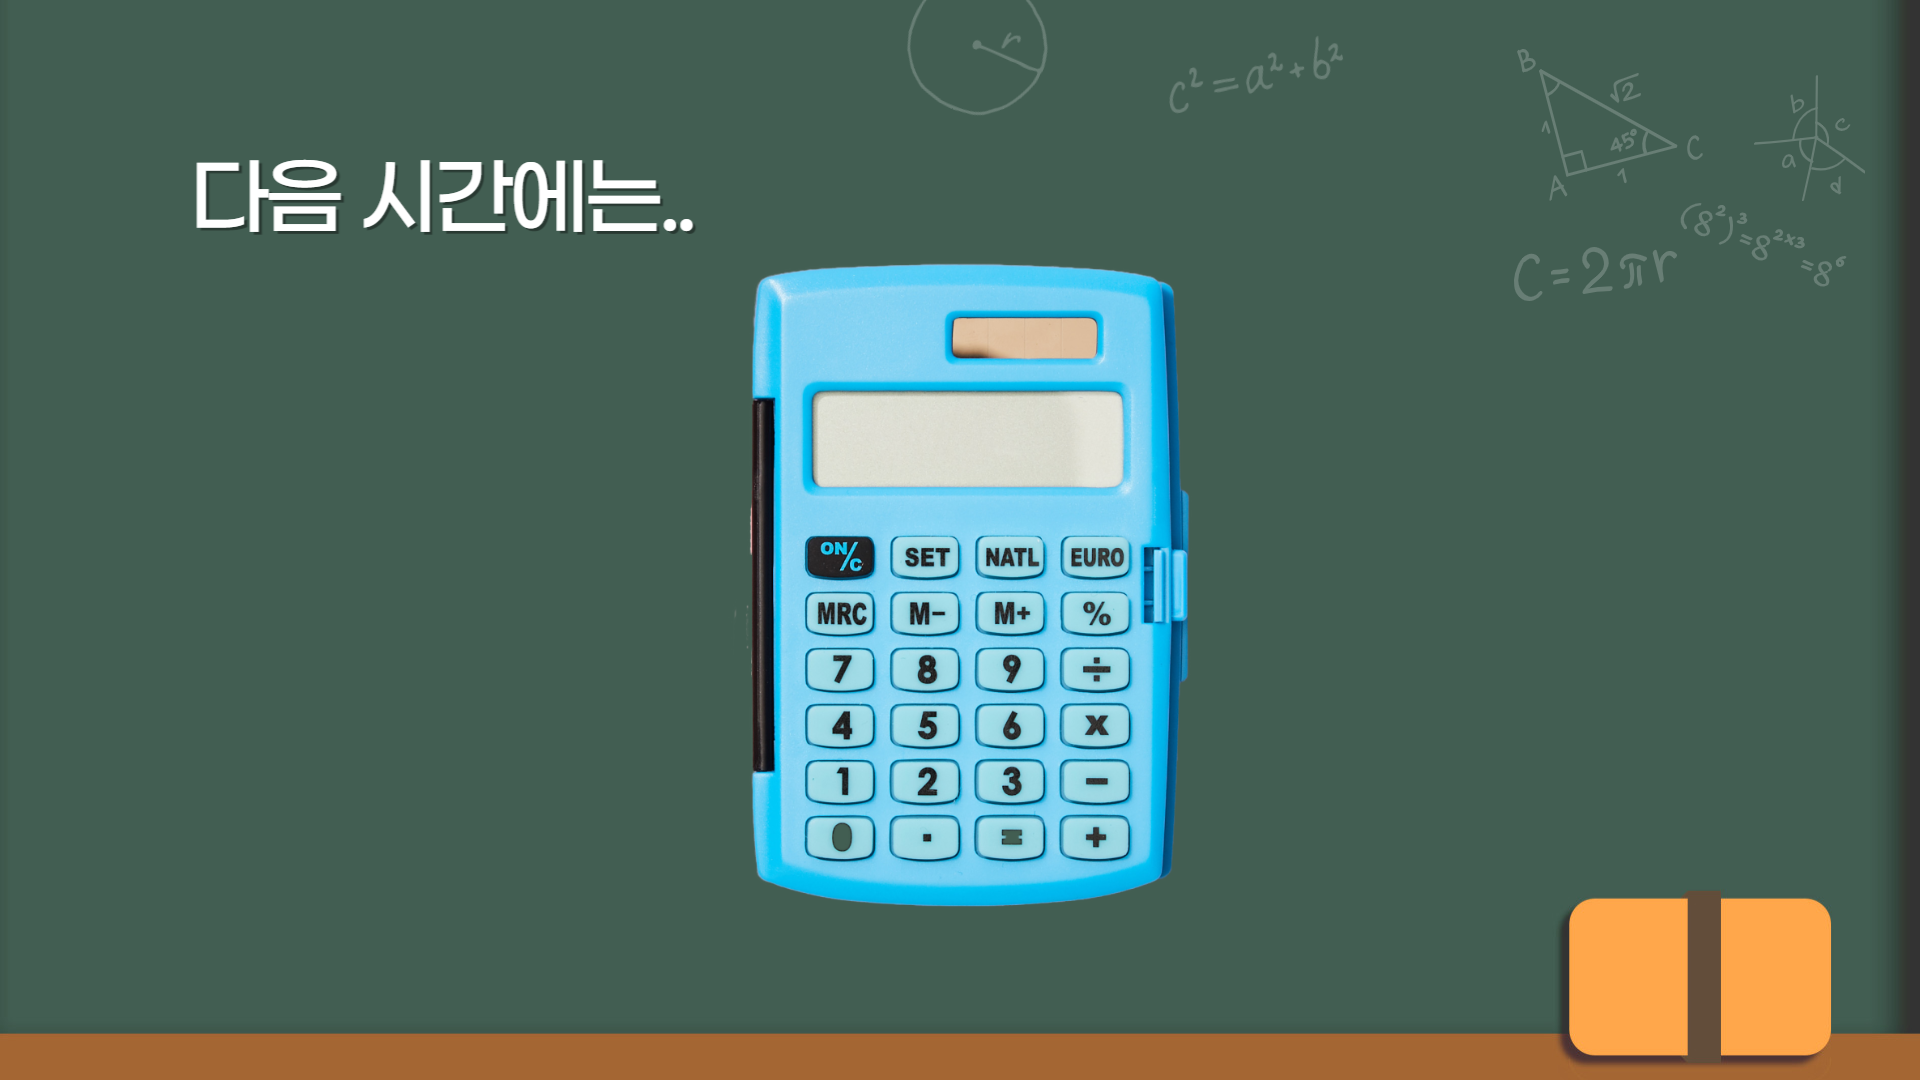 r
c²=a²+b²
B
√2
1
45°
C
A
1
b
c
a
d
다음 시간에는..
(8²)³
=8²ˣ³
=8⁶
C=2πr
ON/C SET NATL EURO
MRC M− M+ %
7 8 9 ÷
4 5 6 x
1 2 3 −
0 · = +